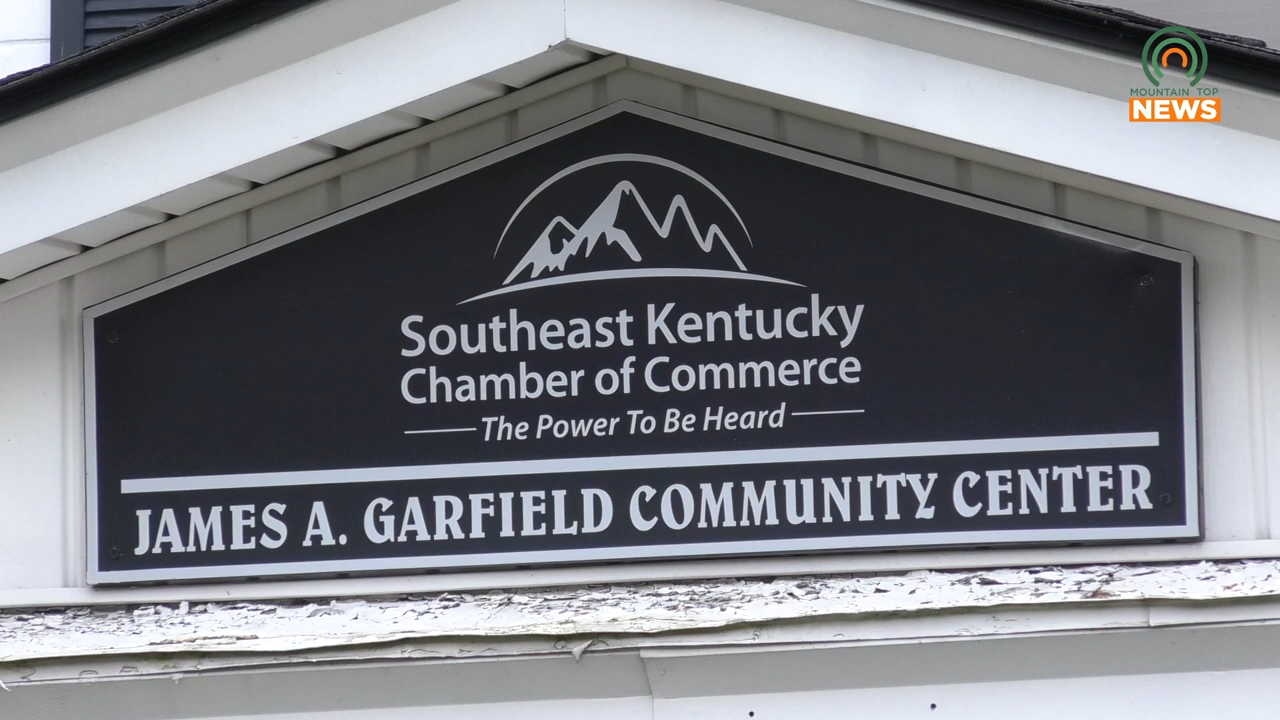 MOUNTAIN TOP
NEWS
Southeast Kentucky
Chamber of Commerce
The Power To Be Heard
JAMES A. GARFIELD COMMUNITY CENTER